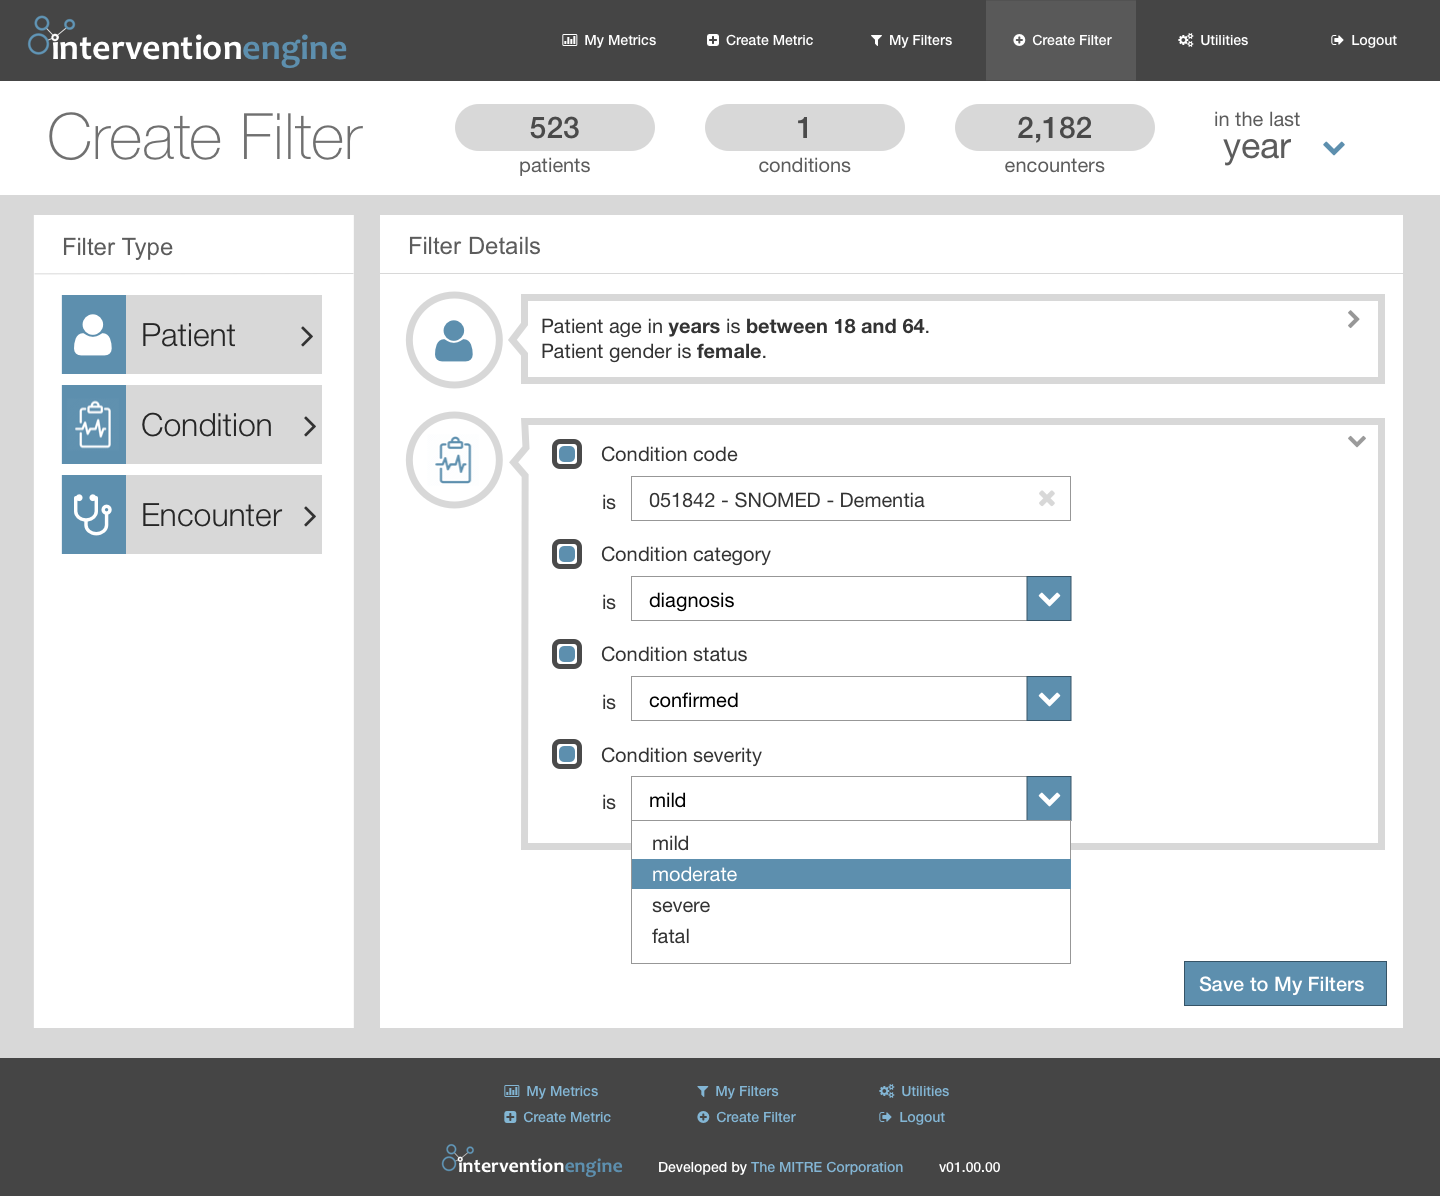 interventionengine
My Metrics
Create Metric
My Filters
Create Filter
Utilities
Logout
Create Filter
523
patients
1
conditions
2,182
encounters
in the last
year
Filter Type
Patient
Condition
Encounter
Filter Details
Patient age in years is between 18 and 64.
Patient gender is female.
Condition code
is 051842 - SNOMED - Dementia
Condition category
is diagnosis
Condition status
is confirmed
Condition severity
is mild
mild
moderate
severe
fatal
Save to My Filters
My Metrics
My Filters
Utilities
Create Metric
Create Filter
Logout
interventionengine
Developed by The MITRE Corporation
v01.00.00